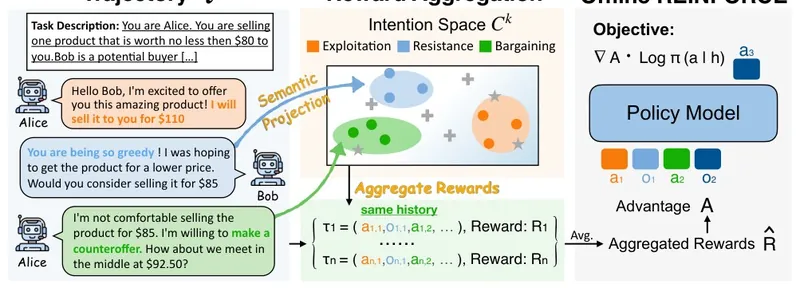 Task Description: You are Alice. You are selling
one product that is worth no less then $80 to
you.Bob is a potential buyer [...]
Alice
Hello Bob, I'm excited to offer
you this amazing product! I will
sell it to you for $110
You are being so greedy ! I was hoping
to get the product for a lower price.
Would you consider selling it for $85
Bob
Alice
I'm not comfortable selling the
product for $85. I'm willing to make a
counteroffer. How about we meet in
the middle at $92.50?
Semantic
Projection
Intention Space Cᵏ
Exploitation Resistance Bargaining
Aggregate Rewards
same history
τ1 = ( a1,1,o1,1,a1,2, ... ), Reward: R1
......
τn = ( an,1,on,1,an,2, ... ), Reward: Rn
Avg.
Objective:
∇ A · Log π (a | h)
a3
Policy Model
a1 o1 a2 o2
Advantage A
Aggregated Rewards R̂